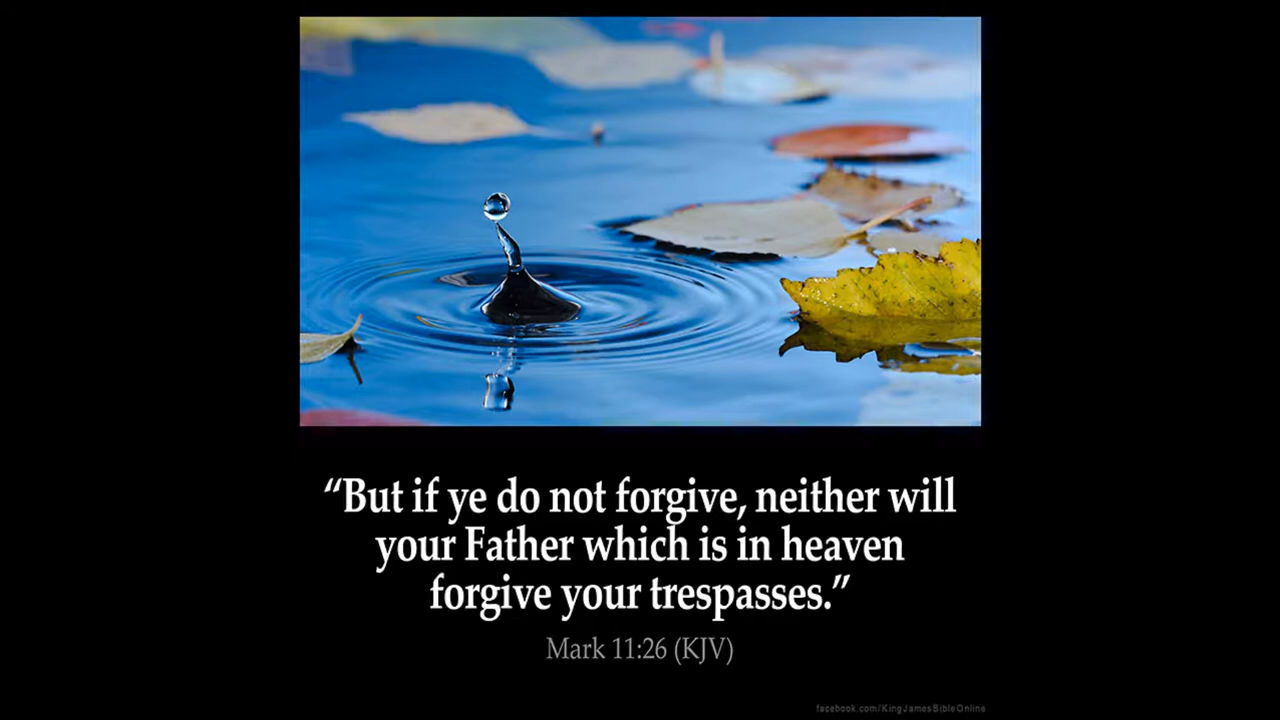 “But if ye do not forgive, neither will
your Father which is in heaven
forgive your trespasses.”
Mark 11:26 (KJV)
facebook.com/KingJamesBibleOnline